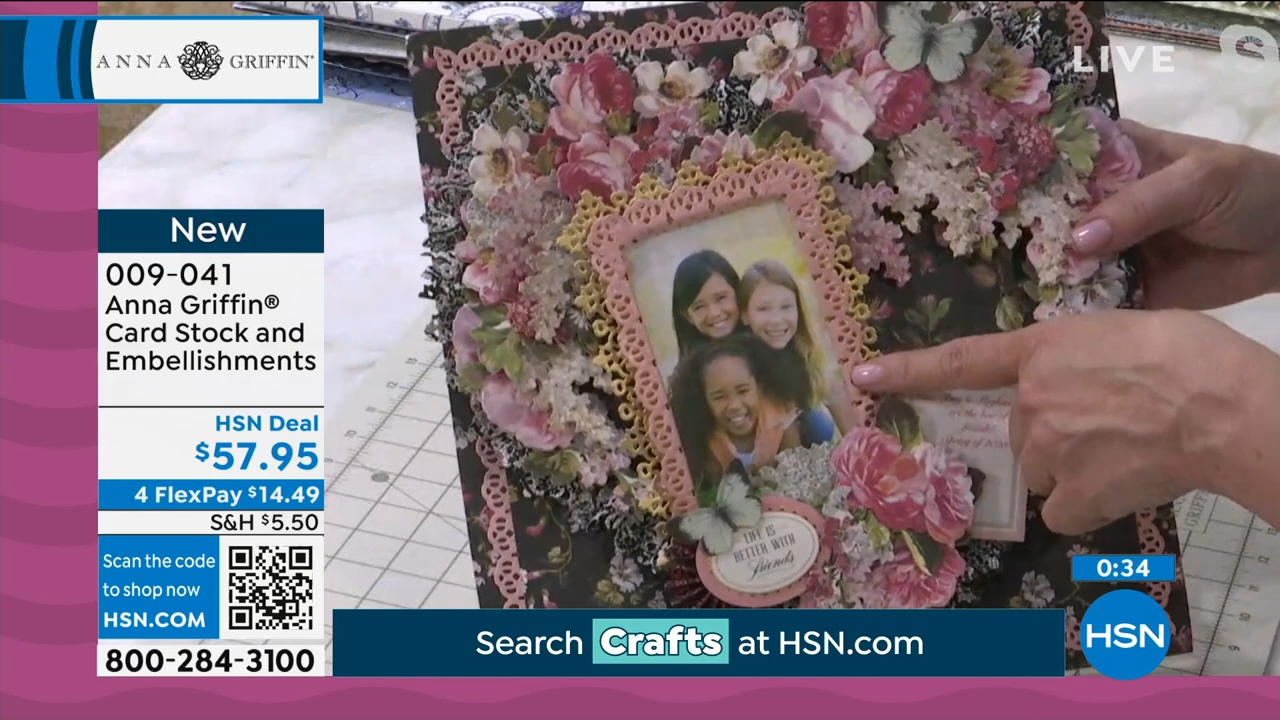 ANNA GRIFFIN®
LIVE
S
New
009-041
Anna Griffin®
Card Stock and
Embellishments
HSN Deal
$57.95
4 FlexPay $14.49
S&H $5.50
Scan the code
to shop now
HSN.COM
800-284-3100
LIFE IS
BETTER WITH
friends
0:34
HSN
Search Crafts at HSN.com